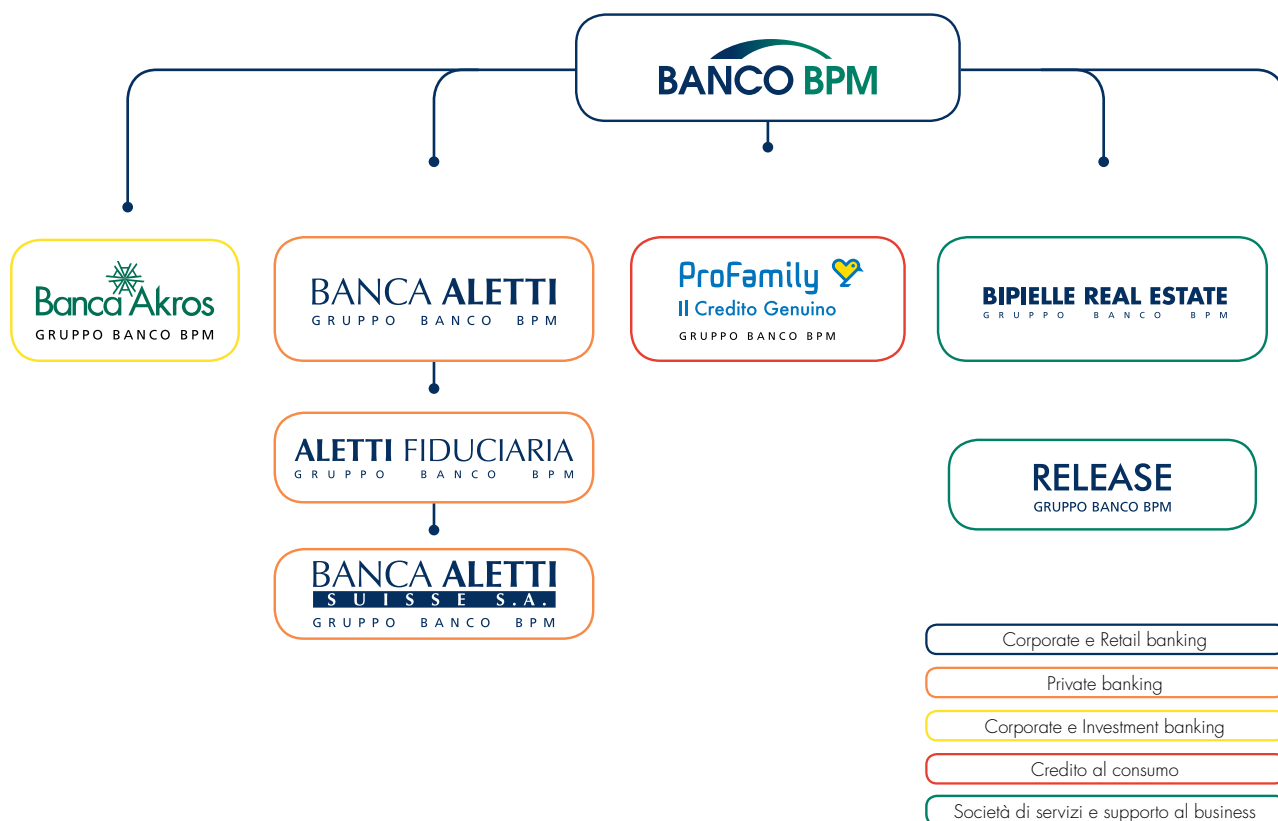 BANCO BPM
Banca Akros
GRUPPO BANCO BPM
BANCA ALETTI
GRUPPO BANCO BPM
ProFamily
Il Credito Genuino
GRUPPO BANCO BPM
BIPIELLE REAL ESTATE
GRUPPO BANCO BPM
ALETTI FIDUCIARIA
GRUPPO BANCO BPM
RELEASE
GRUPPO BANCO BPM
BANCA ALETTI
SUISSE S.A.
GRUPPO BANCO BPM
Corporate e Retail banking
Private banking
Corporate e Investment banking
Credito al consumo
Società di servizi e supporto al business